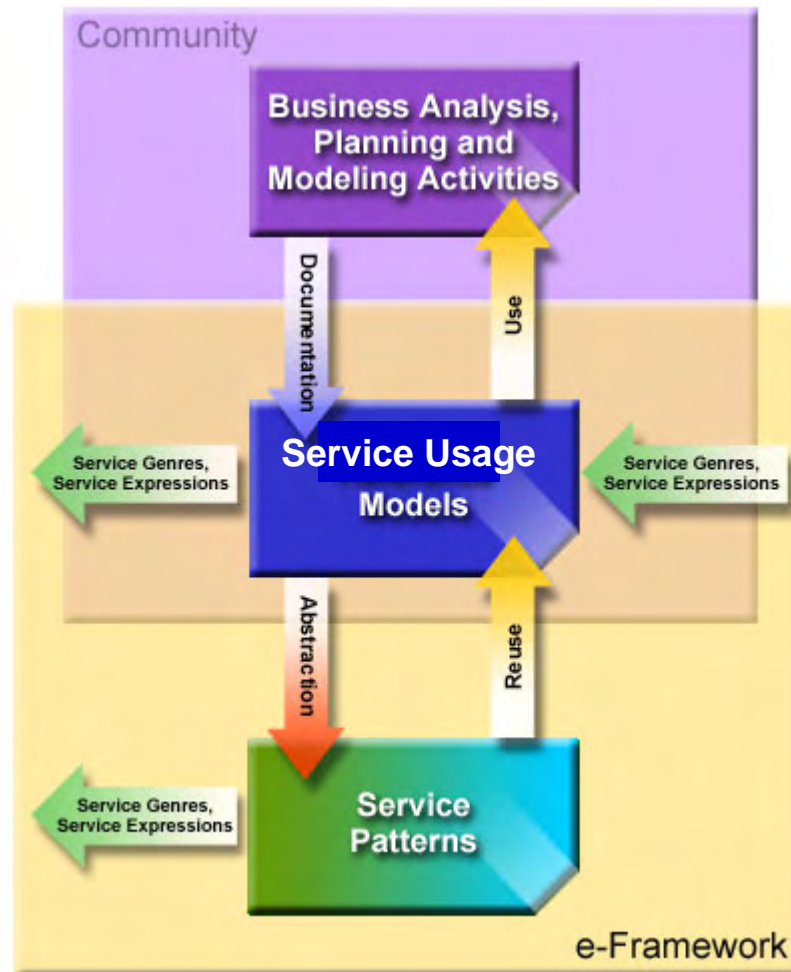 Community
Business Analysis,
Planning and
Modeling Activities
Documentation
Use
Service Genres,
Service Expressions
Service Usage
Models
Service Genres,
Service Expressions
Abstraction
Reuse
Service Genres,
Service Expressions
Service
Patterns
e-Framework